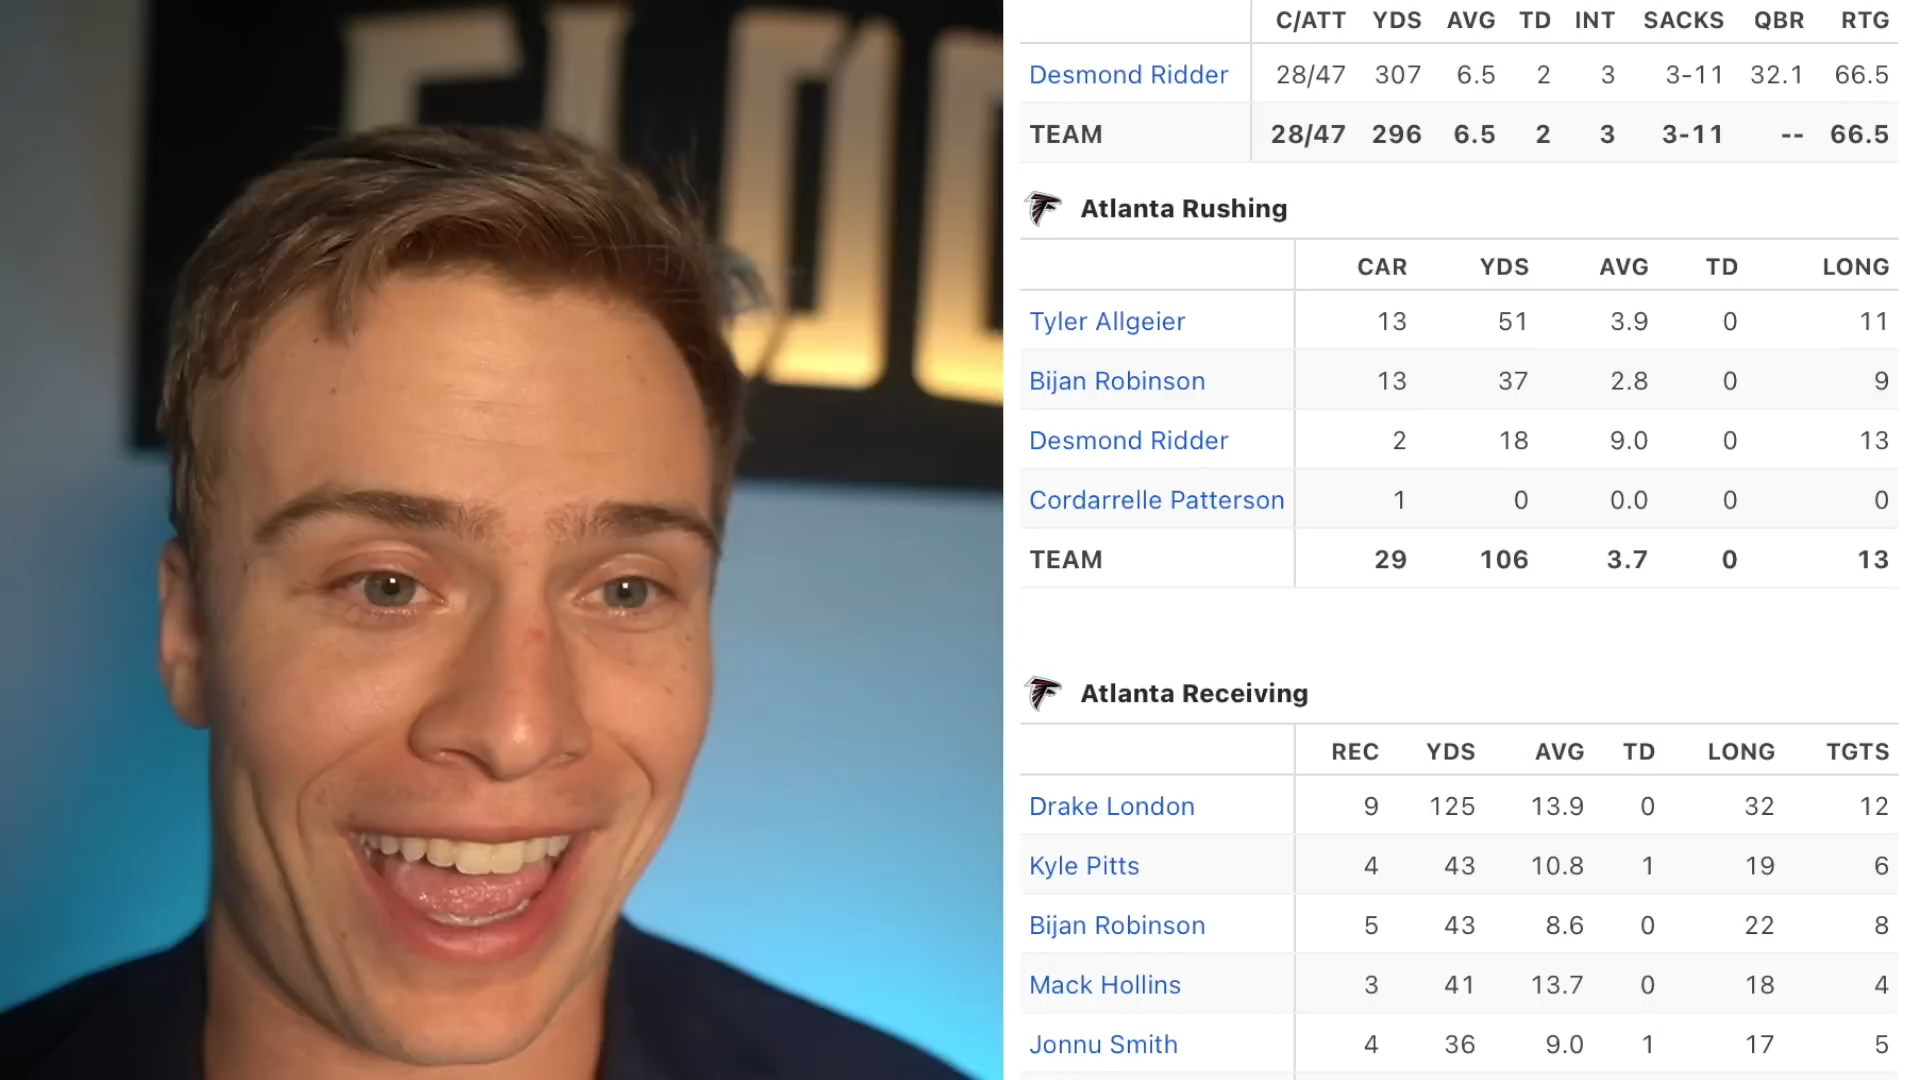 C/ATT YDS AVG TD INT SACKS QBR RTG
Desmond Ridder 28/47 307 6.5 2 3 3-11 32.1 66.5
TEAM 28/47 296 6.5 2 3 3-11 -- 66.5
Atlanta Rushing
CAR YDS AVG TD LONG
Tyler Allgeier 13 51 3.9 0 11
Bijan Robinson 13 37 2.8 0 9
Desmond Ridder 2 18 9.0 0 13
Cordarrelle Patterson 1 0 0.0 0 0
TEAM 29 106 3.7 0 13
Atlanta Receiving
REC YDS AVG TD LONG TGTS
Drake London 9 125 13.9 0 32 12
Kyle Pitts 4 43 10.8 1 19 6
Bijan Robinson 5 43 8.6 0 22 8
Mack Hollins 3 41 13.7 0 18 4
Jonnu Smith 4 36 9.0 1 17 5